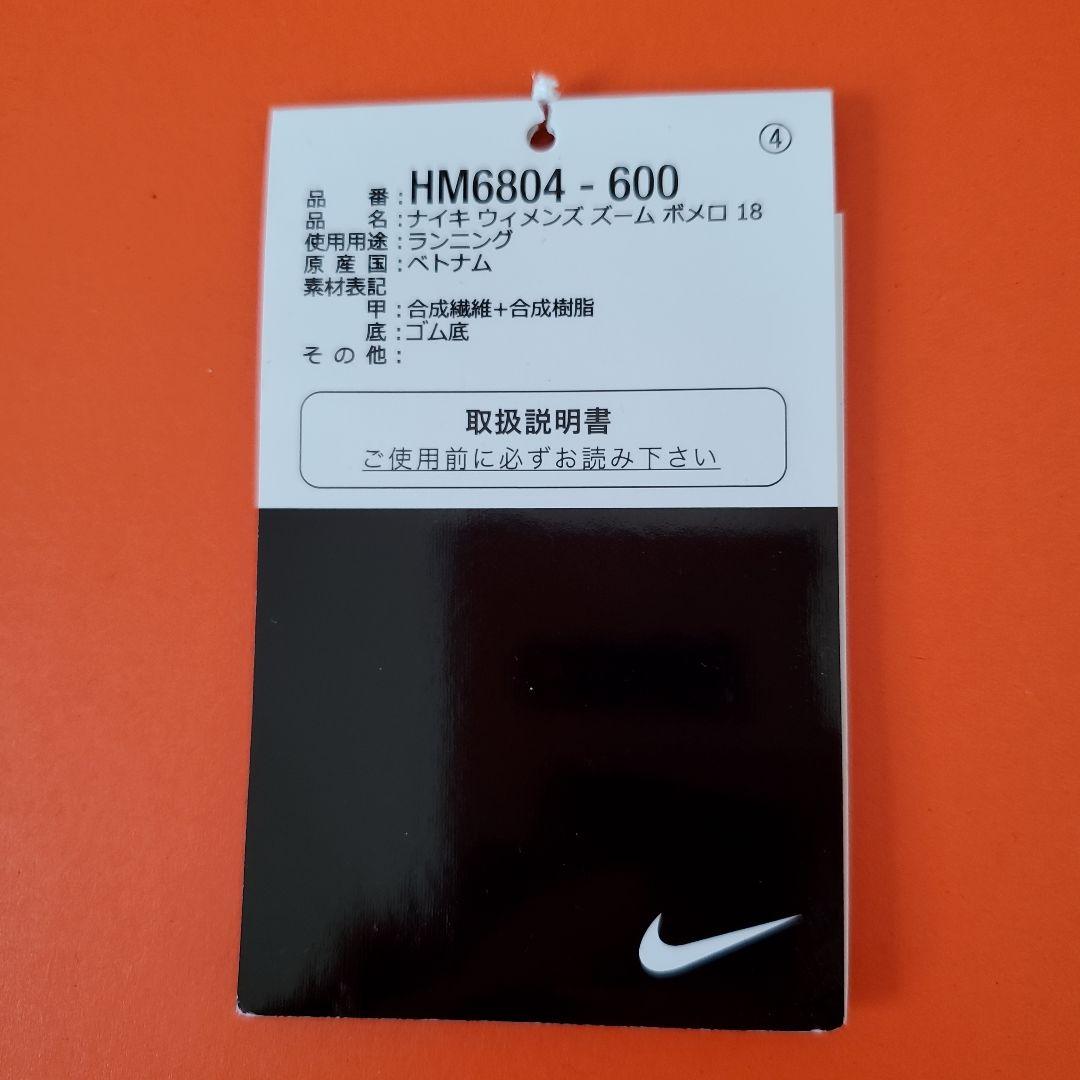 ④
品 番 : HM6804 - 600
品 名 : ナイキ ウィメンズ ズーム ボメロ 18
使用用途 : ランニング
原 産 国 : ベトナム
素材表記
甲 : 合成繊維+合成樹脂
底 : ゴム底
そ の 他 :
取扱説明書
ご使用前に必ずお読み下さい